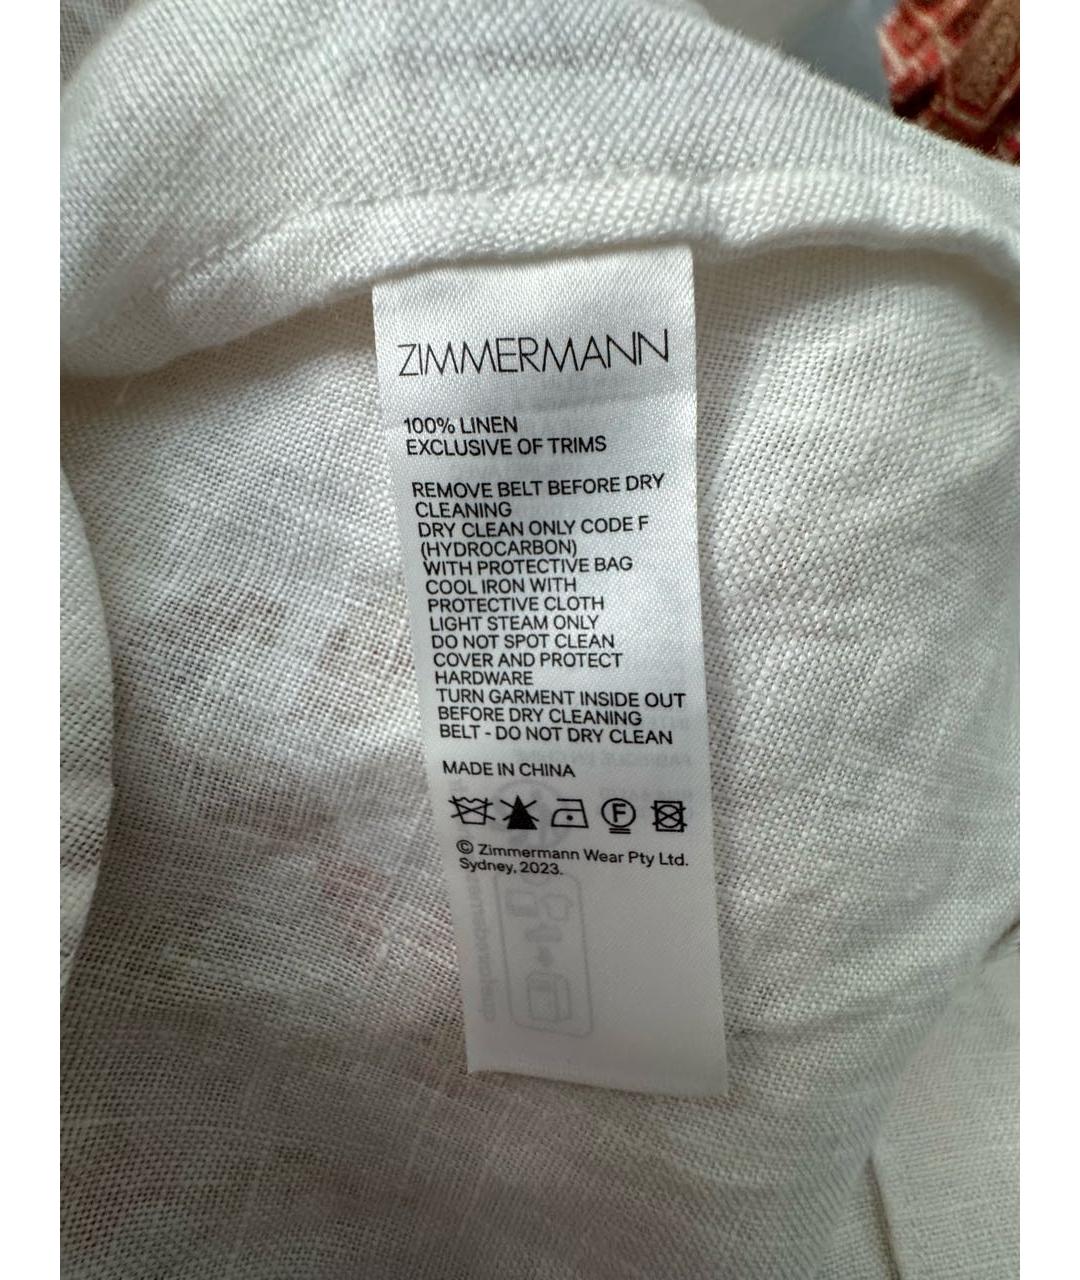 ZIMMERMANN
100% LINEN
EXCLUSIVE OF TRIMS
REMOVE BELT BEFORE DRY
CLEANING
DRY CLEAN ONLY CODE F
(HYDROCARBON)
WITH PROTECTIVE BAG
COOL IRON WITH
PROTECTIVE CLOTH
LIGHT STEAM ONLY
DO NOT SPOT CLEAN
COVER AND PROTECT
HARDWARE
TURN GARMENT INSIDE OUT
BEFORE DRY CLEANING
BELT - DO NOT DRY CLEAN
MADE IN CHINA
F
© Zimmermann Wear Pty Ltd.
Sydney, 2023.